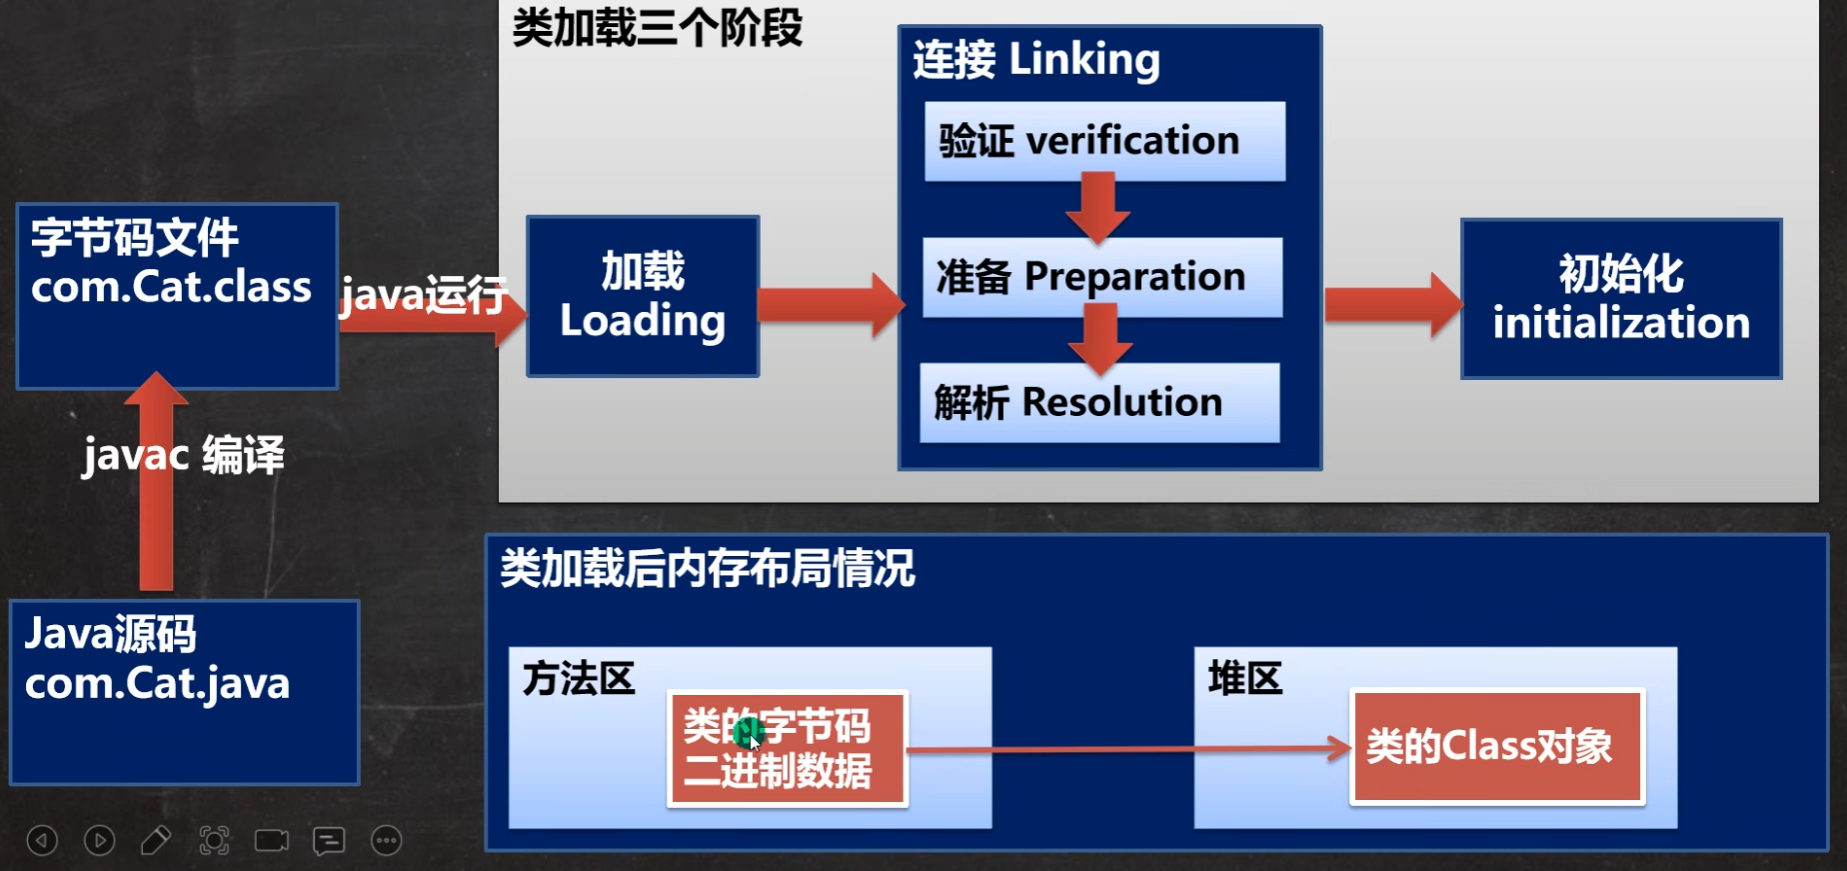 类加载三个阶段
连接 Linking
验证 verification
准备 Preparation
解析 Resolution
字节码文件
com.Cat.class
java运行
加载
Loading
初始化
initialization
javac 编译
Java源码
com.Cat.java
类加载后内存布局情况
方法区
类的字节码
二进制数据
堆区
类的Class对象